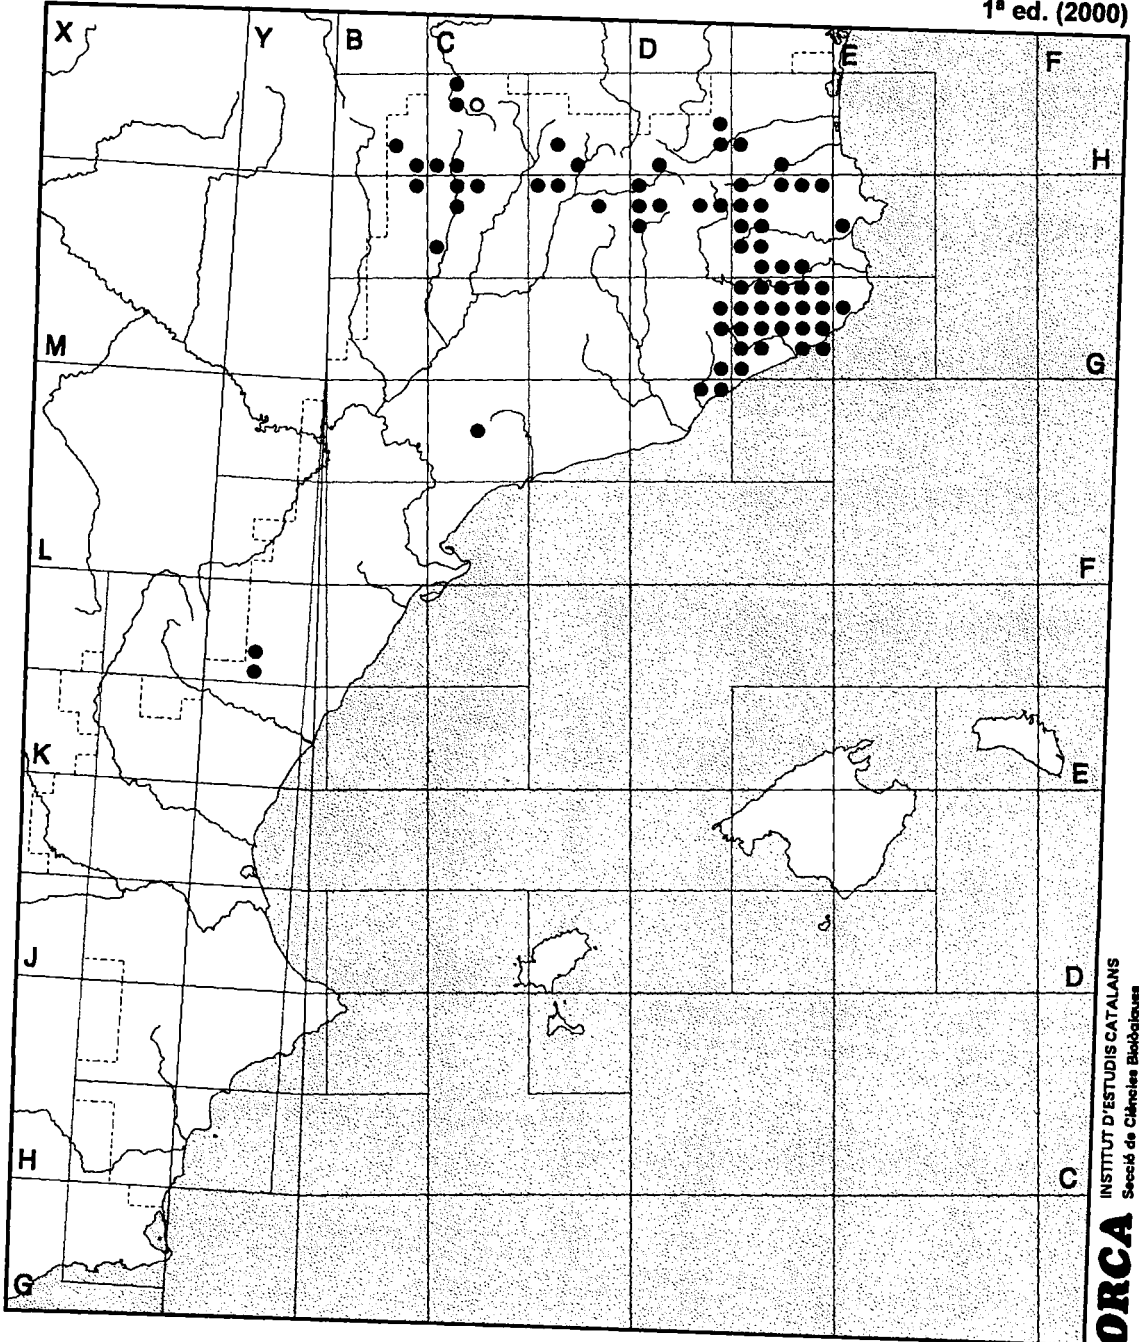 1ª ed. (2000)
X
Y
B
C
D
E
F
H
M
G
L
F
K
E
J
D
H
C
G
INSTITUT D'ESTUDIS CATALANS
Secció de Ciències Biològiques
ORCA